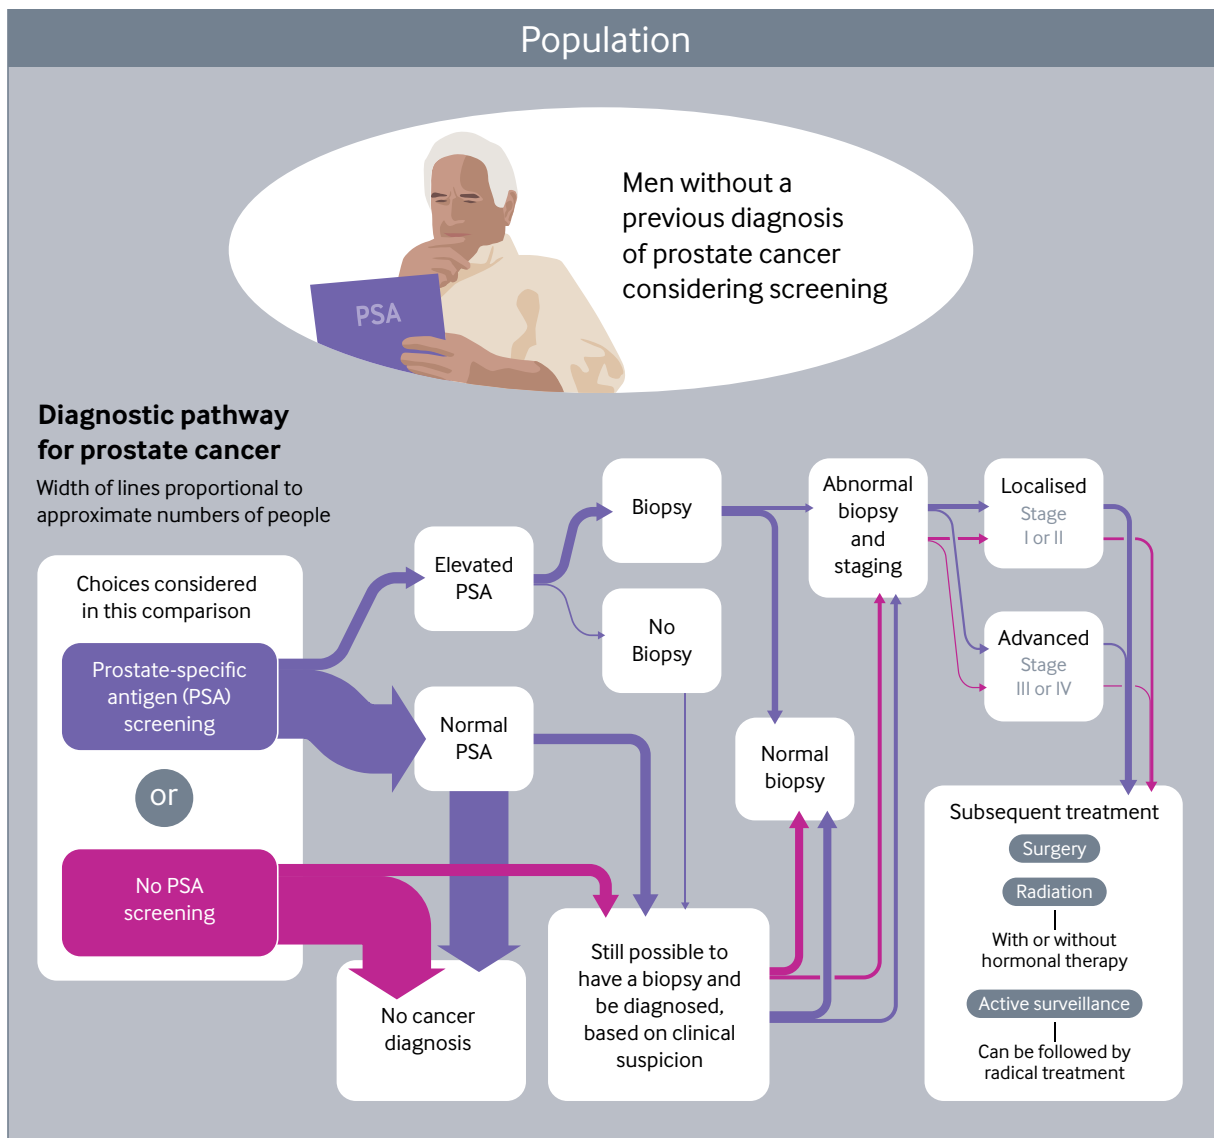 Population
Men without a
previous diagnosis
of prostate cancer
considering screening
PSA
Diagnostic pathway
for prostate cancer
Width of lines proportional to
approximate numbers of people
Choices considered
in this comparison
Prostate-specific
antigen (PSA)
screening
or
No PSA
screening
Elevated
PSA
Normal
PSA
No cancer
diagnosis
Biopsy
No
Biopsy
Still possible to
have a biopsy and
be diagnosed,
based on clinical
suspicion
Normal
biopsy
Abnormal
biopsy
and
staging
Localised
Stage
I or II
Advanced
Stage
III or IV
Subsequent treatment
Surgery
Radiation
With or without
hormonal therapy
Active surveillance
Can be followed by
radical treatment